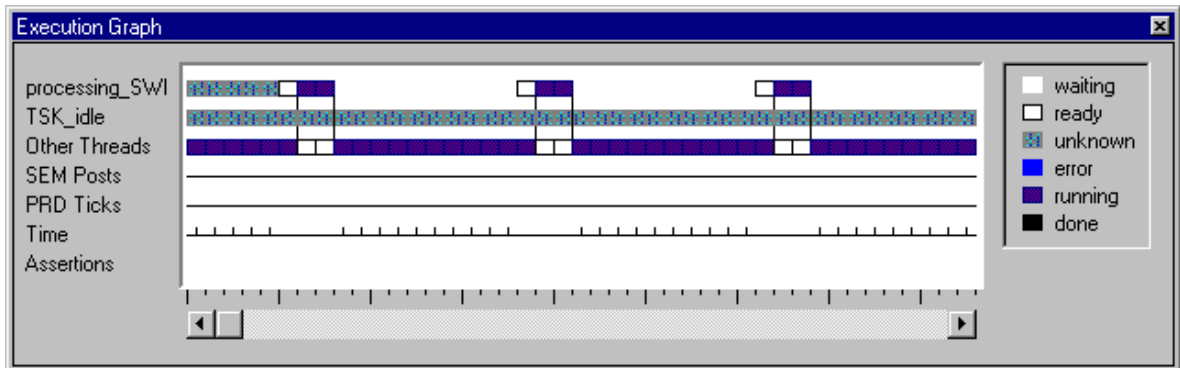 Execution Graph
processing_SWI
TSK_idle
Other Threads
SEM Posts
PRD Ticks
Time
Assertions
waiting
ready
unknown
error
running
done